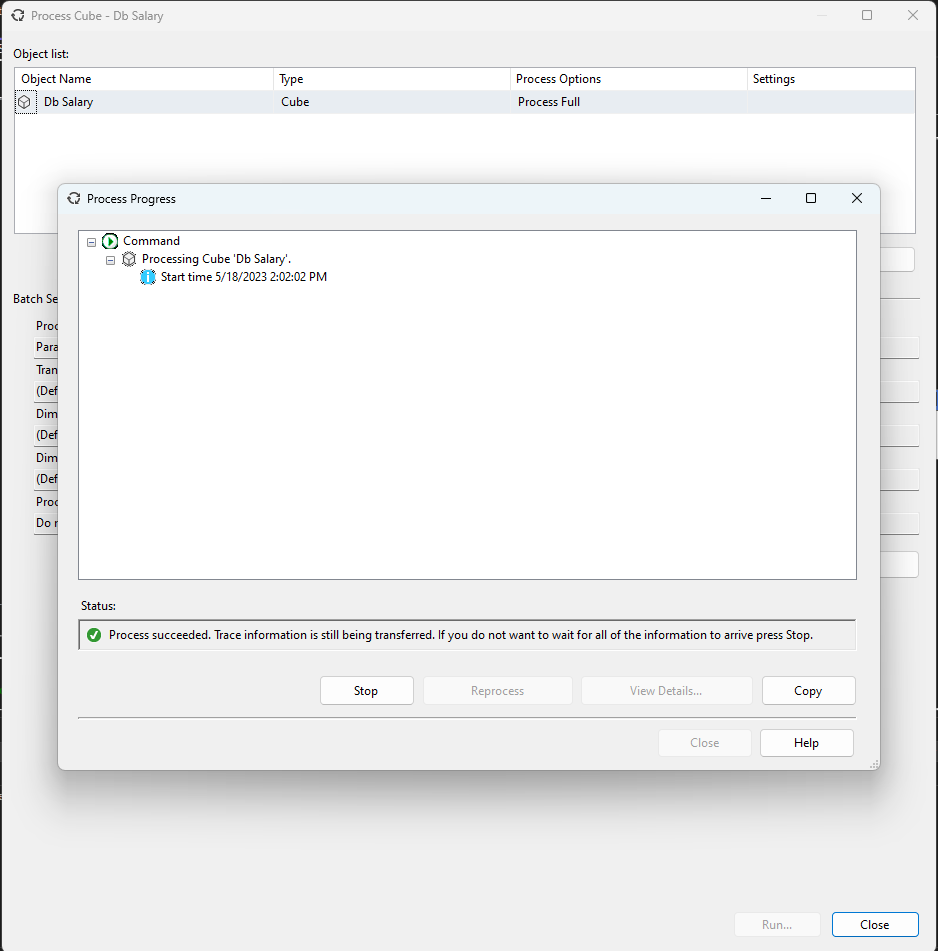 Process Cube - Db Salary
Object list:
Object Name Type Process Options Settings
Db Salary Cube Process Full
Process Progress
Command
Processing Cube 'Db Salary'.
Start time 5/18/2023 2:02:02 PM
Batch Se
Proc
Para
Tran
(Def
Dim
(Def
Dim
(Def
Proc
Do
Status:
Process succeeded. Trace information is still being transferred. If you do not want to wait for all of the information to arrive press Stop.
Stop Reprocess View Details... Copy
Close Help
Run... Close